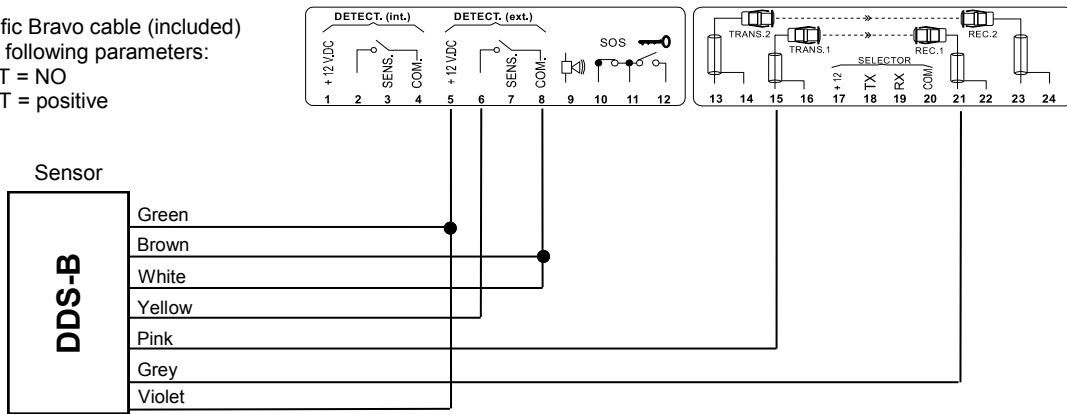 fic Bravo cable (included)
following parameters:
T = NO
T = positive
DETECT. (int.) DETECT. (ext.)
+ 12 V.DC SENS. COM. + 12 V.DC SENS. COM. SOS
1 2 3 4 5 6 7 8 9 10 11 12
TRANS.2 REC.2
TRANS.1 REC.1
SELECTOR
+ 12 TX RX COM.
13 14 15 16 17 18 19 20 21 22 23 24
Sensor
DDS-B
Green
Brown
White
Yellow
Pink
Grey
Violet